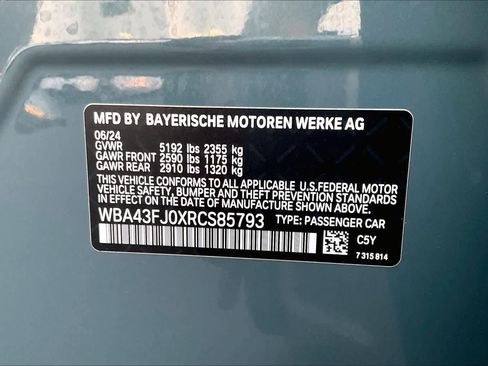 MFD BY BAYERISCHE MOTOREN WERKE AG
06/24
GVWR 5192 lbs 2355 kg
GAWR FRONT 2590 lbs 1175 kg
GAWR REAR 2910 lbs 1320 kg
THIS VEHICLE CONFORMS TO ALL APPLICABLE U.S.FEDERAL MOTOR
VEHICLE SAFETY, BUMPER, AND THEFT PREVENTION STANDARDS
IN EFFECT ON THE DATE OF MANUFACTURE SHOWN ABOVE.
WBA43FJ0XRCS85793 TYPE: PASSENGER CAR
C5Y
7 315 814